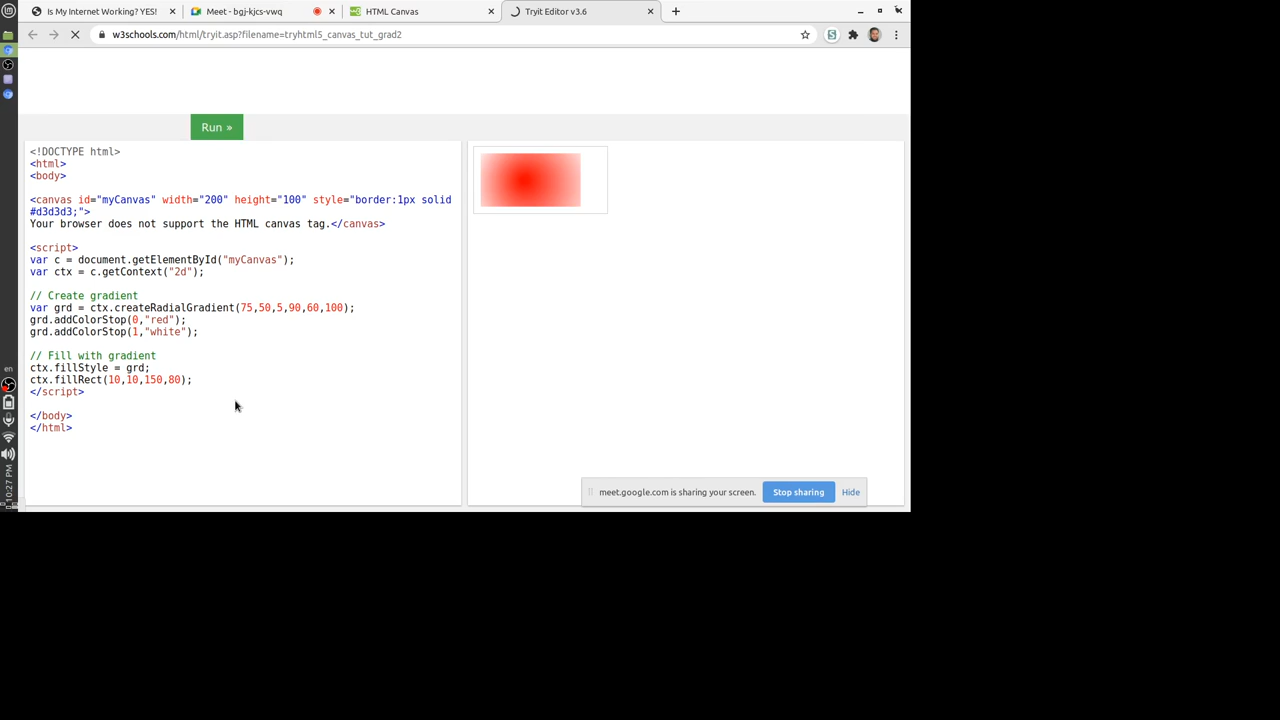 Is My Internet Working? YES!
Meet - bgj-kjcs-vwq
HTML Canvas
Tryit Editor v3.6
w3schools.com/html/tryit.asp?filename=tryhtml5_canvas_tut_grad2
Run »
<!DOCTYPE html>
<html>
<body>
<canvas id="myCanvas" width="200" height="100" style="border:1px solid
#d3d3d3;">
Your browser does not support the HTML canvas tag.</canvas>
<script>
var c = document.getElementById("myCanvas");
var ctx = c.getContext("2d");
// Create gradient
var grd = ctx.createRadialGradient(75,50,5,90,60,100);
grd.addColorStop(0,"red");
grd.addColorStop(1,"white");
// Fill with gradient
ctx.fillStyle = grd;
ctx.fillRect(10,10,150,80);
</script>
</body>
</html>
meet.google.com is sharing your screen.
Stop sharing
Hide
en
10:27 PM